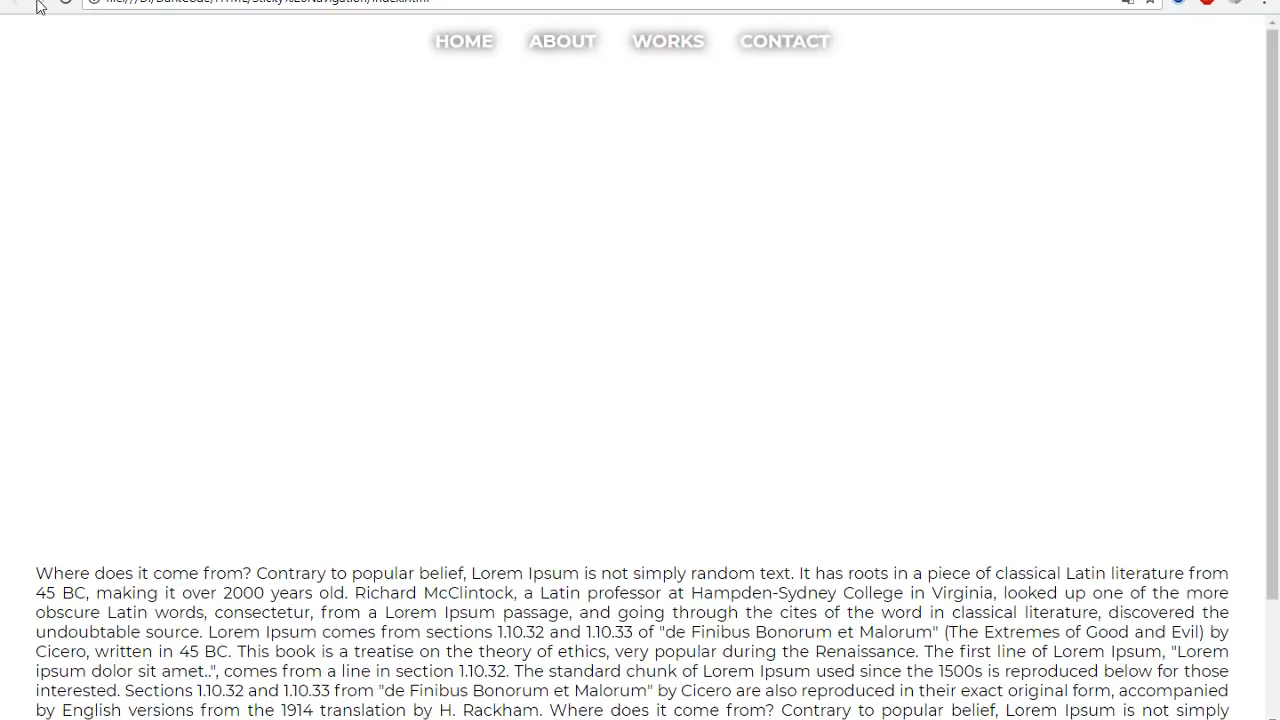 HOME ABOUT WORKS CONTACT
Where does it come from? Contrary to popular belief, Lorem Ipsum is not simply random text. It has roots in a piece of classical Latin literature from
45 BC, making it over 2000 years old. Richard McClintock, a Latin professor at Hampden-Sydney College in Virginia, looked up one of the more
obscure Latin words, consectetur, from a Lorem Ipsum passage, and going through the cites of the word in classical literature, discovered the
undoubtable source. Lorem Ipsum comes from sections 1.10.32 and 1.10.33 of "de Finibus Bonorum et Malorum" (The Extremes of Good and Evil) by
Cicero, written in 45 BC. This book is a treatise on the theory of ethics, very popular during the Renaissance. The first line of Lorem Ipsum, "Lorem
ipsum dolor sit amet..", comes from a line in section 1.10.32. The standard chunk of Lorem Ipsum used since the 1500s is reproduced below for those
interested. Sections 1.10.32 and 1.10.33 from "de Finibus Bonorum et Malorum" by Cicero are also reproduced in their exact original form, accompanied
by English versions from the 1914 translation by H. Rackham. Where does it come from? Contrary to popular belief, Lorem Ipsum is not simply